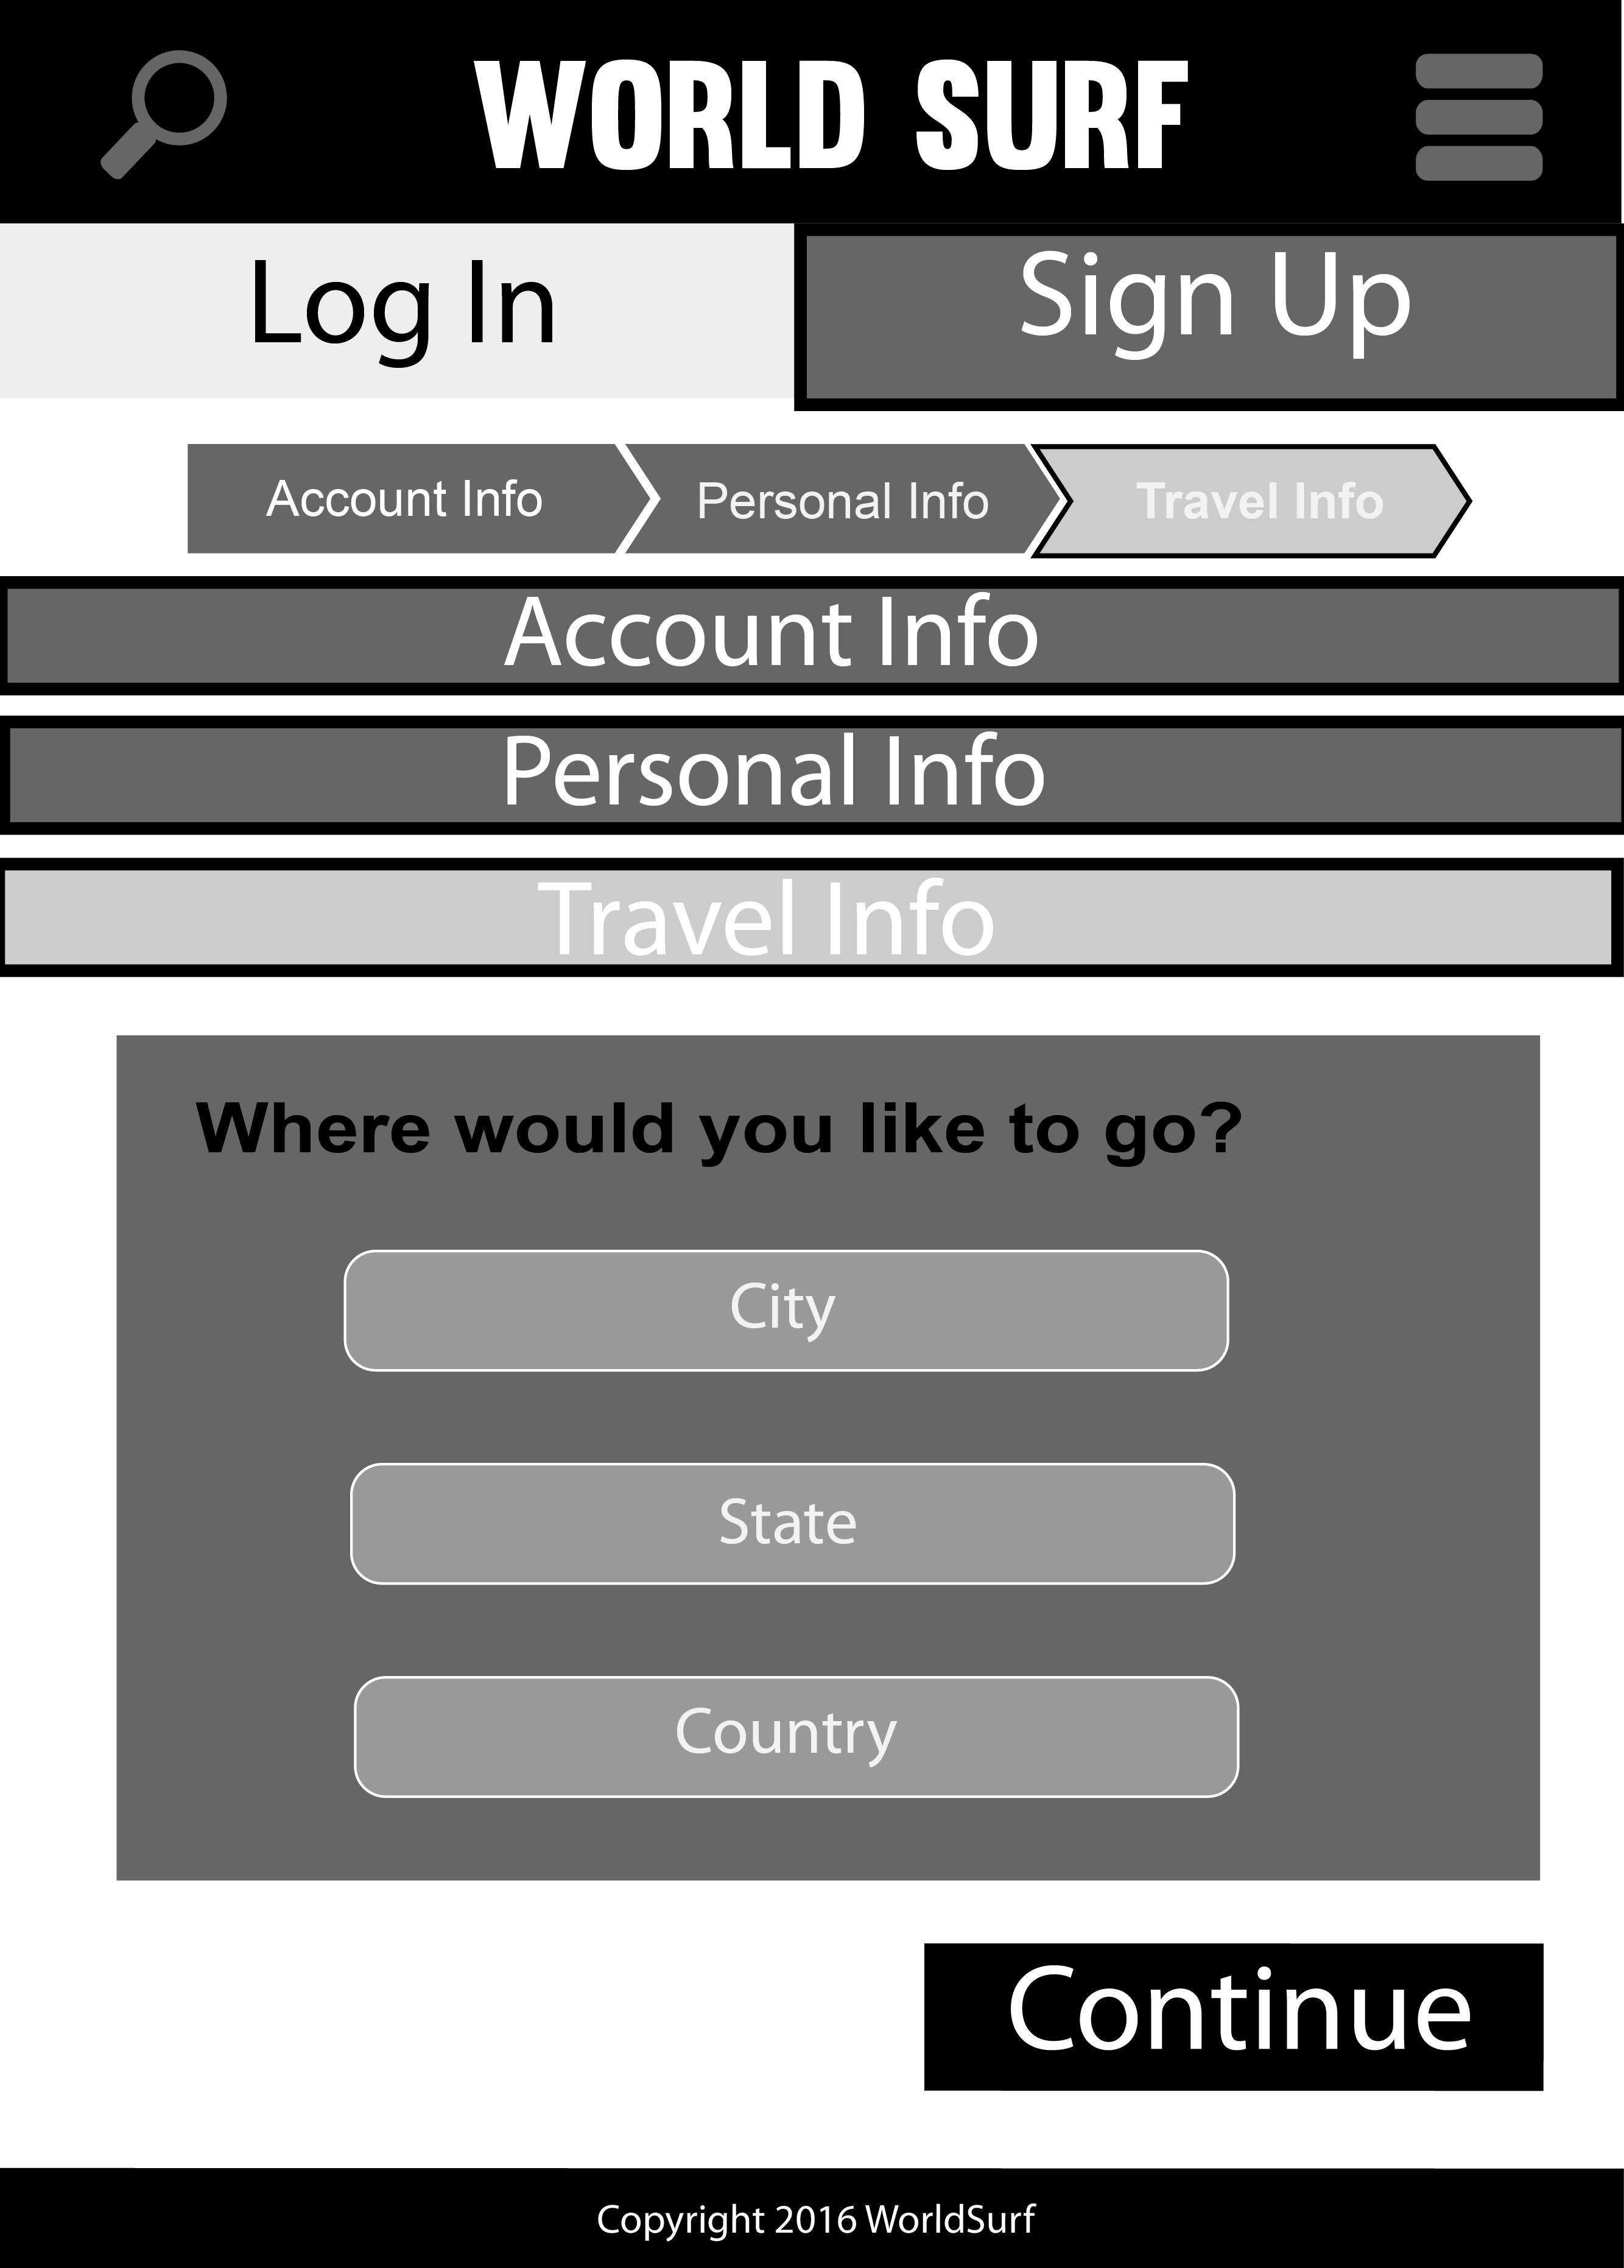 WORLD SURF
Log In
Sign Up
Account Info
Personal Info
Travel Info
Account Info
Personal Info
Travel Info
Where would you like to go?
City
State
Country
Continue
Copyright 2016 WorldSurf